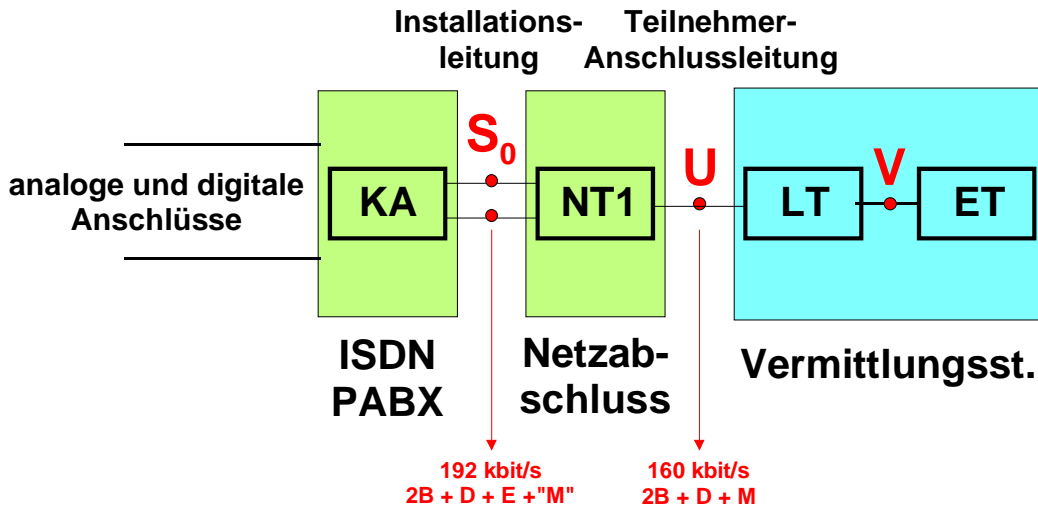 Installations-
leitung
Teilnehmer-
Anschlussleitung
S0
U
V
analoge und digitale
Anschlüsse
KA
NT1
LT
ET
ISDN
PABX
Netzab-
schluss
Vermittlungsst.
192 kbit/s
2B + D + E +"M"
160 kbit/s
2B + D + M